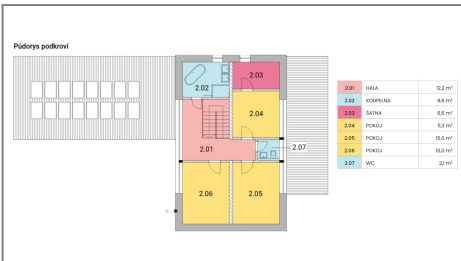 Půdorys podkroví
2.03
2.02
2.04
2.01
2.07
2.06
2.05
2.01 HALA 12,2 m²
2.02 KOUPELNA 8,6 m²
2.03 ŠATNA 6,6 m²
2.04 POKOJ 11,3 m²
2.05 POKOJ 15,0 m²
2.06 POKOJ 15,0 m²
2.07 WC 2,1 m²